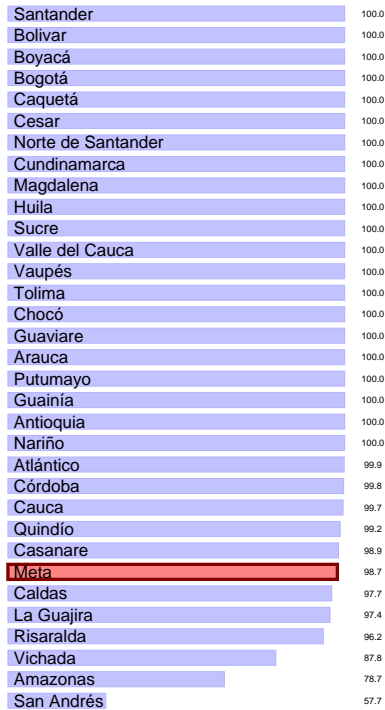 Santander 100.0
Bolivar 100.0
Boyacá 100.0
Bogotá 100.0
Caquetá 100.0
Cesar 100.0
Norte de Santander 100.0
Cundinamarca 100.0
Magdalena 100.0
Huila 100.0
Sucre 100.0
Valle del Cauca 100.0
Vaupés 100.0
Tolima 100.0
Chocó 100.0
Guaviare 100.0
Arauca 100.0
Putumayo 100.0
Guainía 100.0
Antioquia 100.0
Nariño 100.0
Atlántico 99.9
Córdoba 99.8
Cauca 99.7
Quindío 99.2
Casanare 98.9
Meta 98.7
Caldas 97.7
La Guajira 97.4
Risaralda 96.2
Vichada 87.8
Amazonas 78.7
San Andrés 57.7